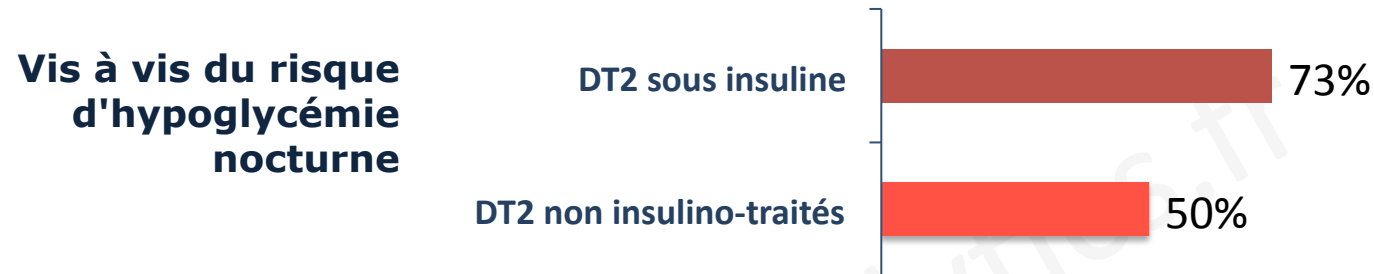 Vis à vis du risque
d'hypoglycémie
nocturne
DT2 sous insuline
73%
DT2 non insulino-traités
50%